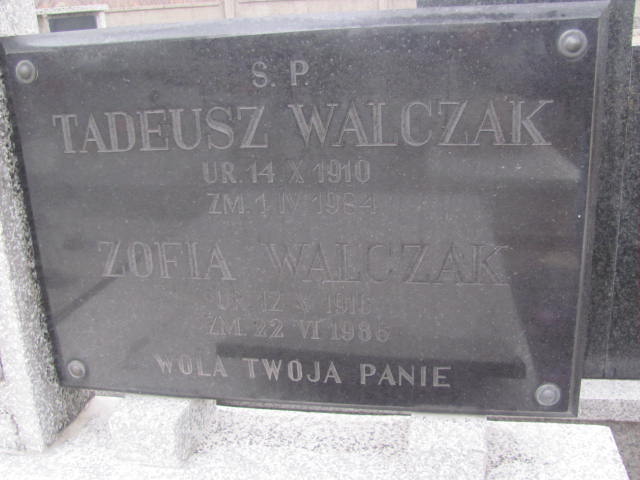 S. P.
TADEUSZ WALCZAK
UR. 14 X 1910
ZM. 1 IV 1984
ZOFIA WALCZAK
UR. 12 V
ZM. 22 VI 1986
WOLA TWOJA PANIE